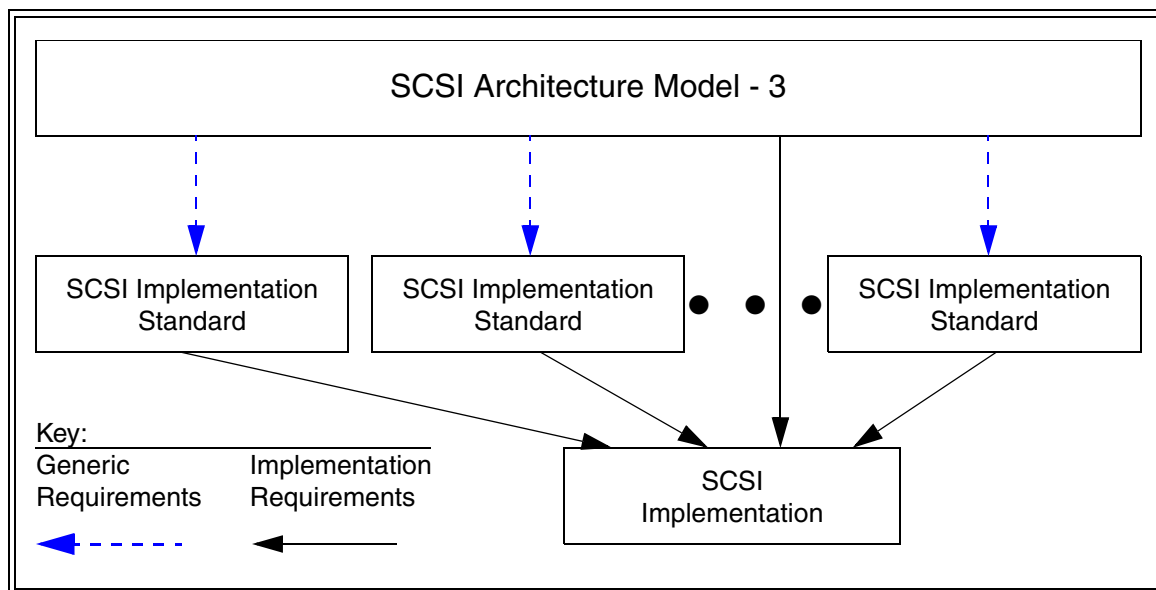 SCSI Architecture Model - 3
SCSI Implementation
Standard
SCSI Implementation
Standard
SCSI Implementation
Standard
Key:
Generic
Requirements
Implementation
Requirements
SCSI
Implementation